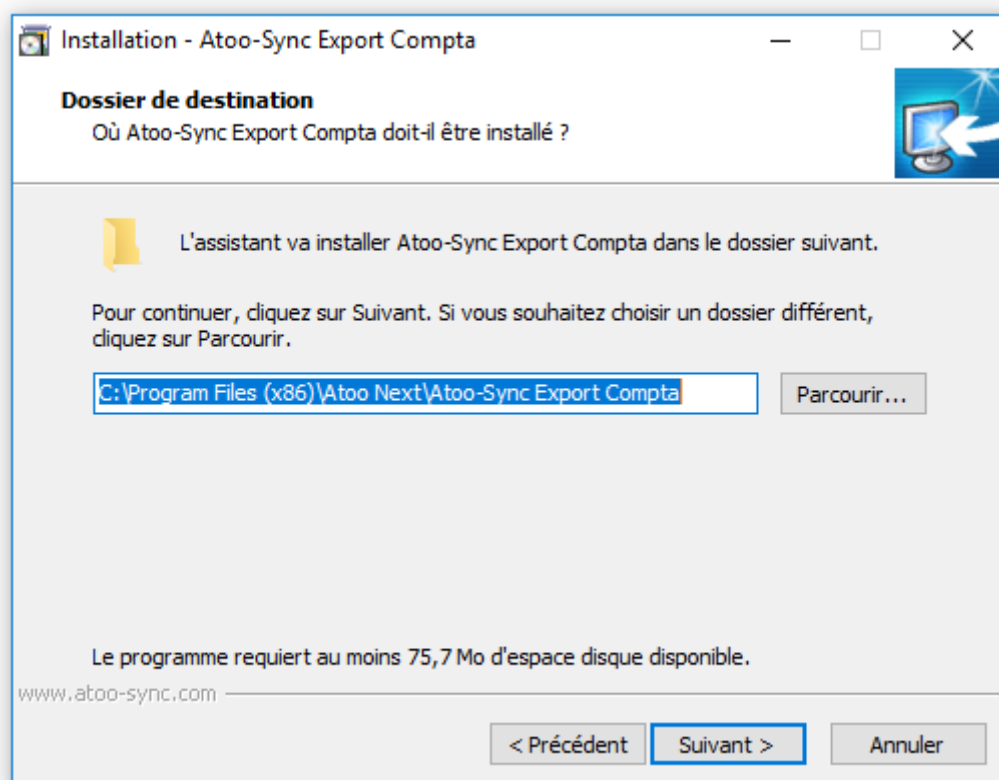 Installation - Atoo-Sync Export Compta
Dossier de destination
Où Atoo-Sync Export Compta doit-il être installé ?
L'assistant va installer Atoo-Sync Export Compta dans le dossier suivant.
Pour continuer, cliquez sur Suivant. Si vous souhaitez choisir un dossier différent,
cliquez sur Parcourir.
C:\Program Files (x86)\Atoo Next\Atoo-Sync Export Compta
Parcourir...
Le programme requiert au moins 75,7 Mo d'espace disque disponible.
www.atoo-sync.com
< Précédent
Suivant >
Annuler